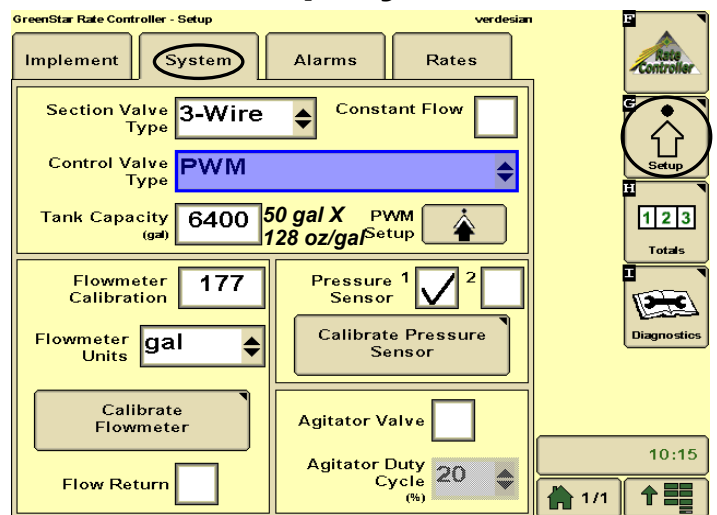 GreenStar Rate Controller - Setup
verdesian
Implement
System
Alarms
Rates
Section Valve
Type
3-Wire
Constant Flow
Control Valve
Type
PWM
Tank Capacity
(gal)
6400
50 gal X
128 oz/gal
PWM
Setup
Flowmeter
Calibration
177
Pressure
Sensor
1
2
Flowmeter
Units
gal
Calibrate Pressure
Sensor
Calibrate
Flowmeter
Agitator Valve
Flow Return
Agitator Duty
Cycle
(%)
20
F
Rate
Controller
G
Setup
H
1 2 3
Totals
I
Diagnostics
10:15
1/1